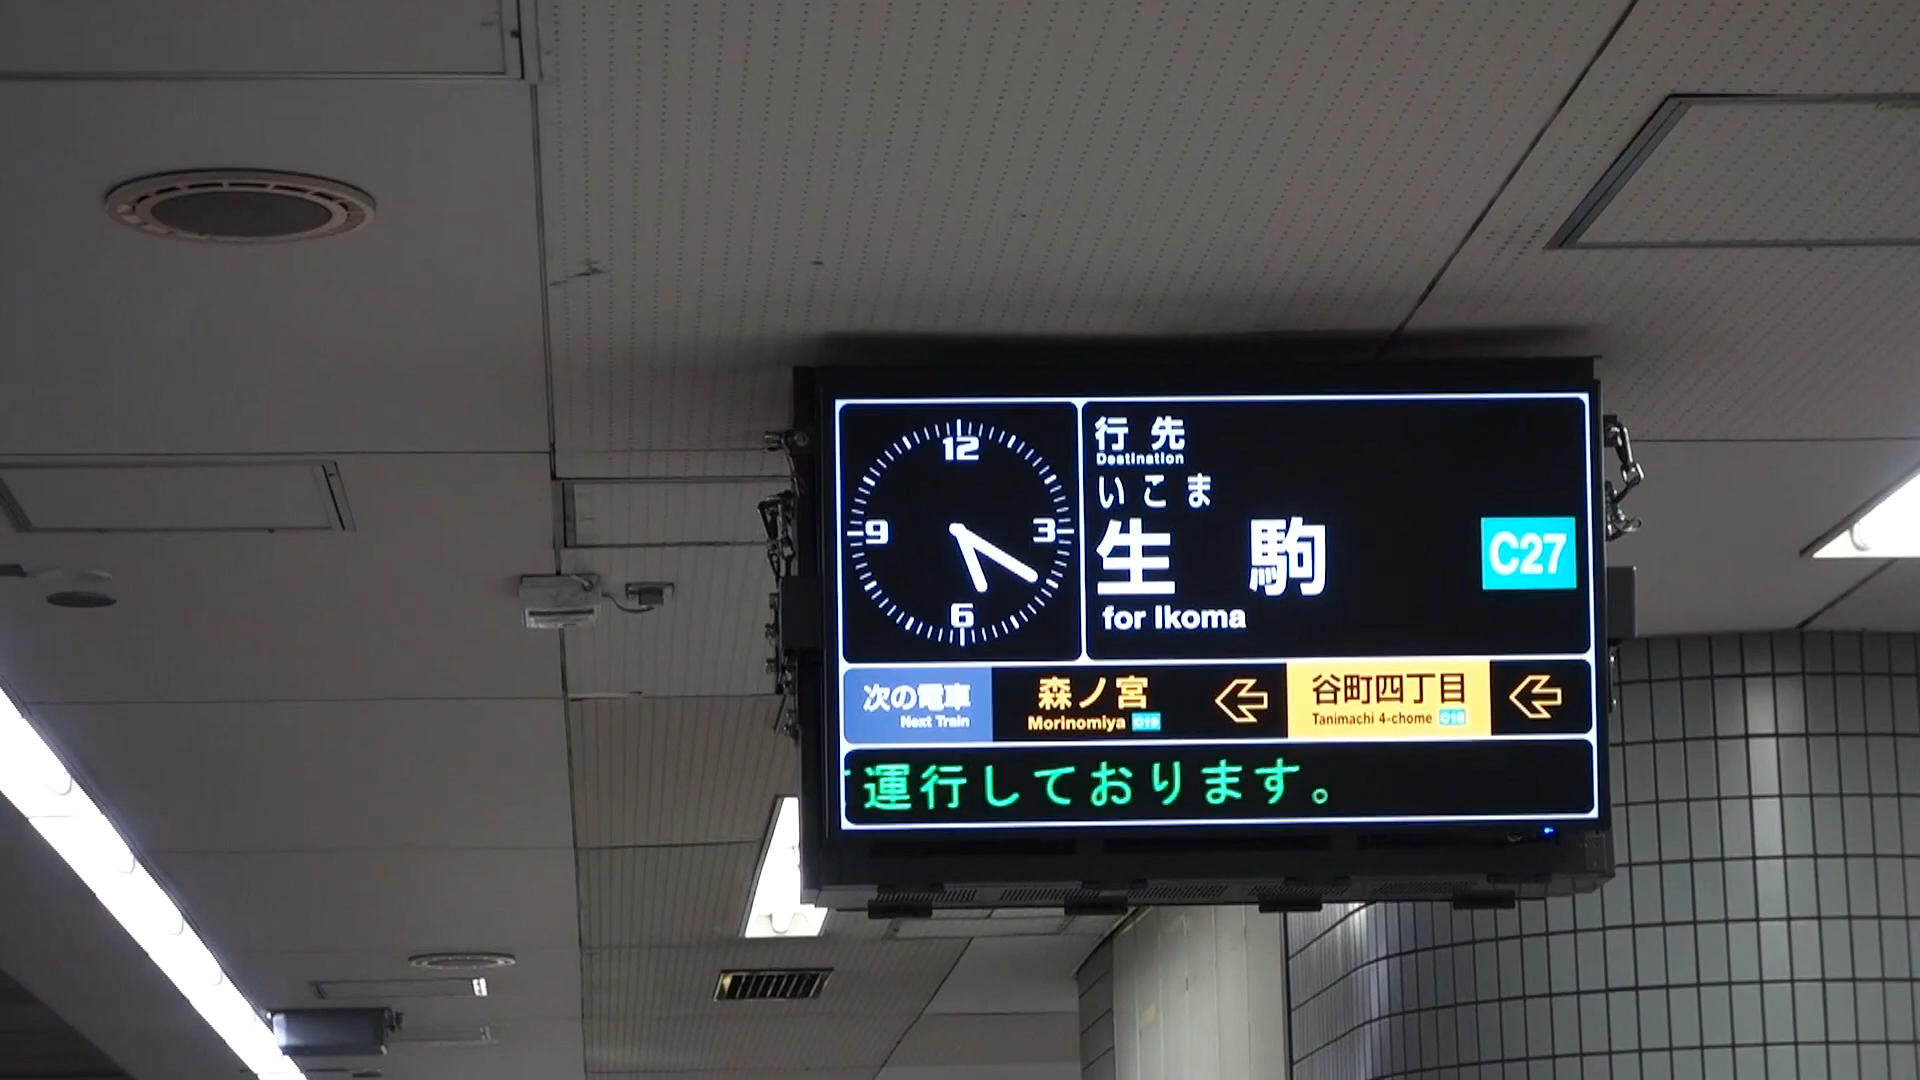 12
3
6
9
行先
Destination
いこま
生駒
for Ikoma
C27
次の電車
Next Train
森ノ宮
Morinomiya C19
谷町四丁目
Tanimachi 4-chome C18
運行しております。